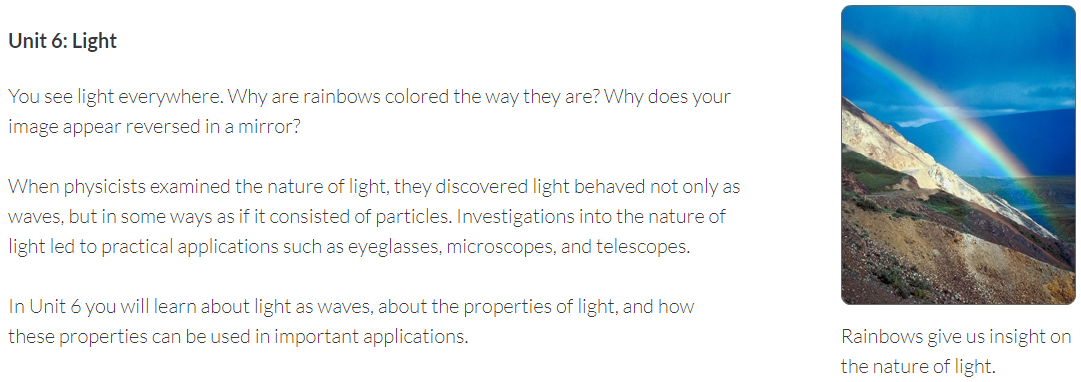 Unit 6: Light
You see light everywhere. Why are rainbows colored the way they are? Why does your
image appear reversed in a mirror?
When physicists examined the nature of light, they discovered light behaved not only as
waves, but in some ways as if it consisted of particles. Investigations into the nature of
light led to practical applications such as eyeglasses, microscopes, and telescopes.
In Unit 6 you will learn about light as waves, about the properties of light, and how
these properties can be used in important applications.
Rainbows give us insight on
the nature of light.